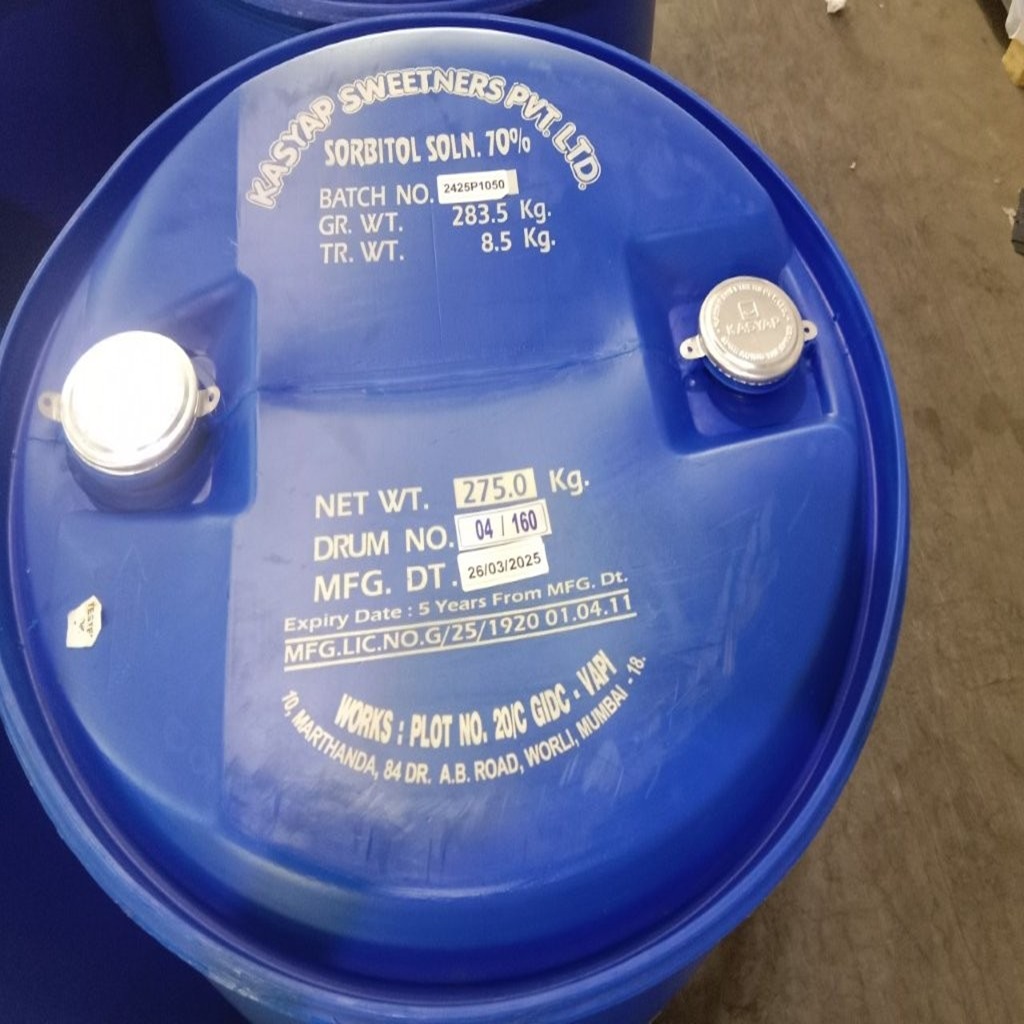 KASYAP SWEETNERS PVT. LTD.
SORBITOL SOLN. 70%
BATCH NO. 2425P1050
GR. WT. 283.5 Kg.
TR. WT. 8.5 Kg.
KASYAP
NET WT. 275.0 Kg.
DRUM NO. 04 / 160
MFG. DT. 26/03/2025
Expiry Date : 5 Years From MFG. Dt.
MFG.LIC.NO.G/25/1920 01.04.11
WORKS : PLOT NO. 20/C GIDC - VAPI
10, MARTHANDA, 84 DR. A.B. ROAD, WORLI, MUMBAI - 18.